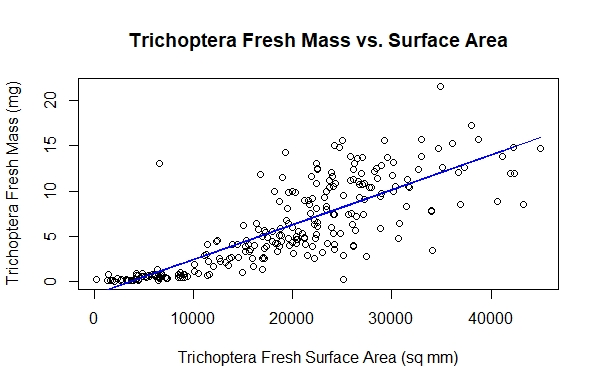 Trichoptera Fresh Mass vs. Surface Area
Trichoptera Fresh Mass (mg)
20
15
10
5
0
0 10000 20000 30000 40000
Trichoptera Fresh Surface Area (sq mm)